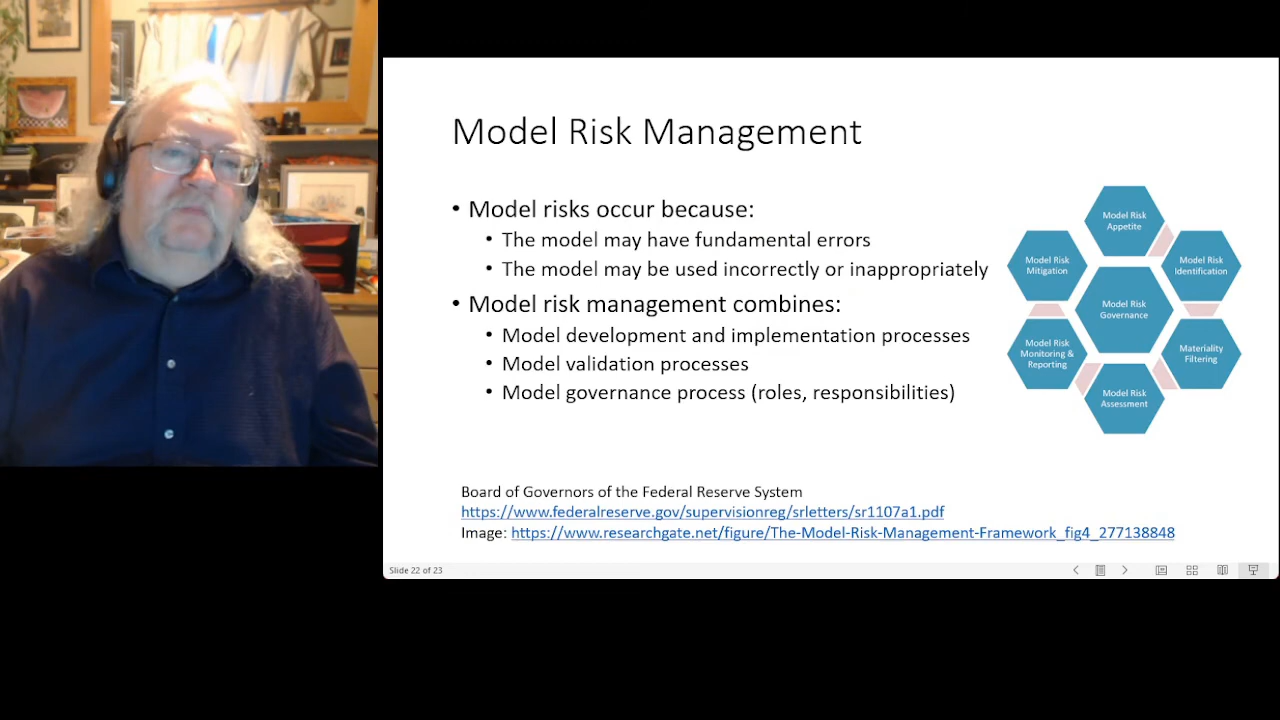 Model Risk Management
• Model risks occur because:
• The model may have fundamental errors
• The model may be used incorrectly or inappropriately
• Model risk management combines:
• Model development and implementation processes
• Model validation processes
• Model governance process (roles, responsibilities)
Model Risk
Appetite
Model Risk
Mitigation
Model Risk
Identification
Model Risk
Governance
Model Risk
Monitoring &
Reporting
Materiality
Filtering
Model Risk
Assessment
Board of Governors of the Federal Reserve System
https://www.federalreserve.gov/supervisionreg/srletters/sr1107a1.pdf
Image: https://www.researchgate.net/figure/The-Model-Risk-Management-Framework_fig4_277138848
Slide 22 of 23